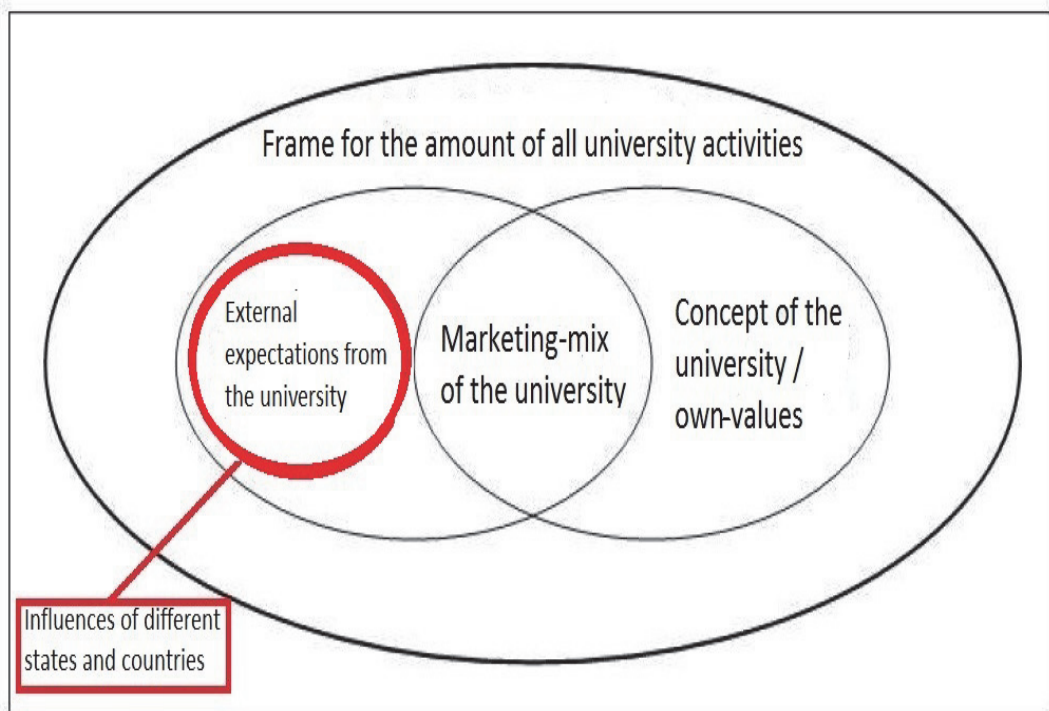 Frame for the amount of all university activities
External
expectations from
the university
Marketing-mix
of the university
Concept of the
university /
own-values
Influences of different
states and countries